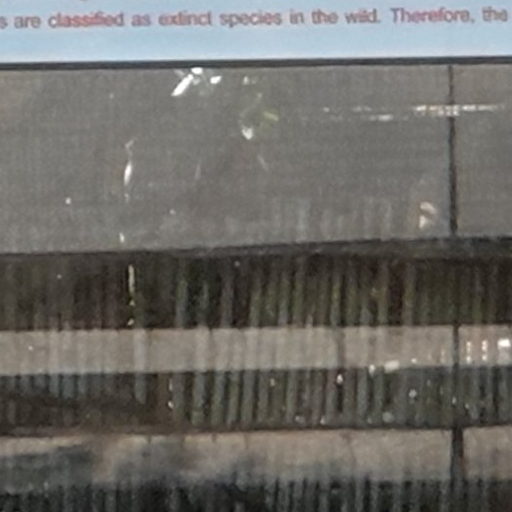 s are classified as extinct species in the wild. Therefore, the